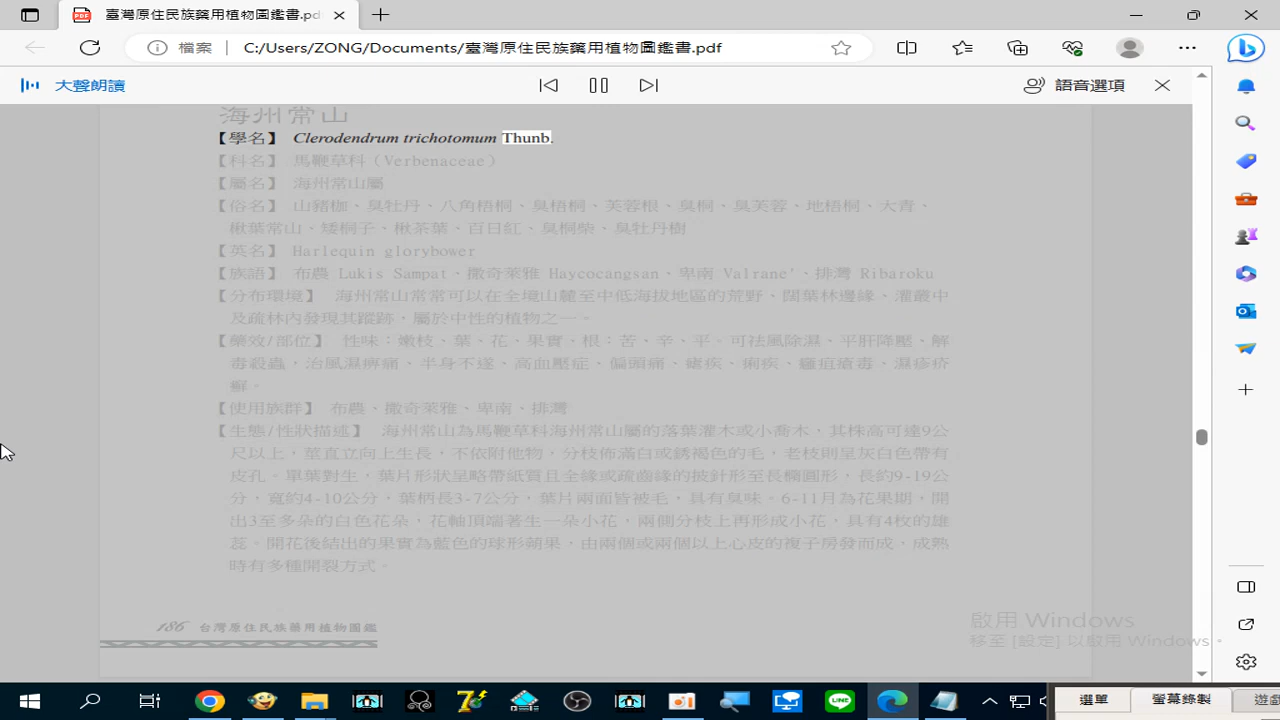 臺灣原住民族藥用植物圖鑑書.pdf
檔案 C:/Users/ZONG/Documents/臺灣原住民族藥用植物圖鑑書.pdf
大聲朗讀
語音選項
海州常山
【學名】 Clerodendrum trichotomum Thunb.
【科名】 馬鞭草科（Verbenaceae）
【屬名】 海州常山屬
【俗名】 山豬枷、臭牡丹、八角梧桐、臭梧桐、芙蓉根、臭桐、臭芙蓉、地梧桐、大青、
楸葉常山、矮桐子、楸茶葉、百日紅、臭桐柴、臭牡丹樹
【英名】 Harlequin glorybower
【族語】 布農 Lukis Sampat、撒奇萊雅 Haycocangsan、卑南 Valrane'、排灣 Ribaroku
【分布環境】 海州常山常常可以在全境山麓至中低海拔地區的荒野、闊葉林邊緣、灌叢中
及疏林內發現其蹤跡，屬於中性的植物之一。
【藥效/部位】 性味：嫩枝、葉、花、果實、根：苦、辛、平。可祛風除濕、平肝降壓、解
毒殺蟲，治風濕痹痛、半身不遂、高血壓症、偏頭痛、瘧疾、痢疾、癰疽瘡毒、濕疹疥
癬。
【使用族群】 布農、撒奇萊雅、卑南、排灣
【生態/性狀描述】 海州常山為馬鞭草科海州常山屬的落葉灌木或小喬木，其株高可達9公
尺以上，莖直立向上生長，不依附他物，分枝佈滿白或銹褐色的毛，老枝則呈灰白色帶有
皮孔。單葉對生，葉片形狀呈略帶紙質且全緣或疏齒緣的披針形至長橢圓形，長約9-19公
分，寬約4-10公分，葉柄長3-7公分，葉片兩面皆被毛，具有臭味。6-11月為花果期，開
出3至多朵的白色花朵，花軸頂端著生一朵小花，兩側分枝上再形成小花，具有4枚的雄
蕊。開花後結出的果實為藍色的球形蒴果，由兩個或兩個以上心皮的複子房發而成，成熟
時有多種開裂方式。
186 台灣原住民族藥用植物圖鑑
啟用 Windows
移至 [設定] 以啟用 Windows。
選單 螢幕錄製 遊戲